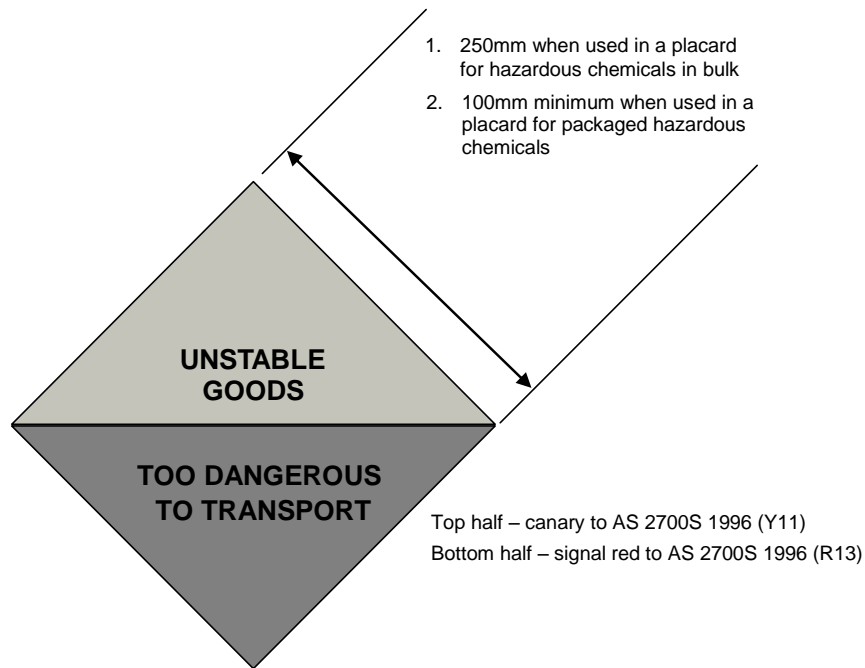 1. 250mm when used in a placard
for hazardous chemicals in bulk
2. 100mm minimum when used in a
placard for packaged hazardous
chemicals
UNSTABLE
GOODS
TOO DANGEROUS
TO TRANSPORT
Top half – canary to AS 2700S 1996 (Y11)
Bottom half – signal red to AS 2700S 1996 (R13)